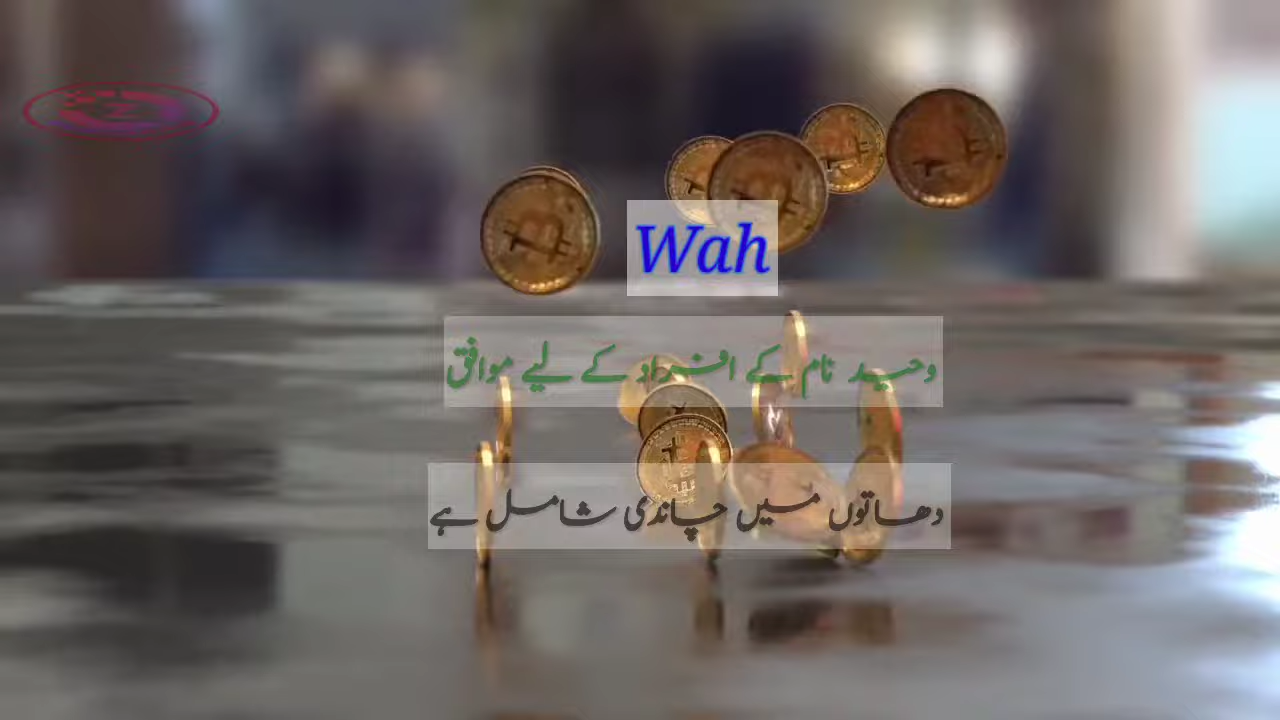 Wah
وحید نام کے افراد کے لیے موافق
دھاتوں میں چاندی شامل ہے